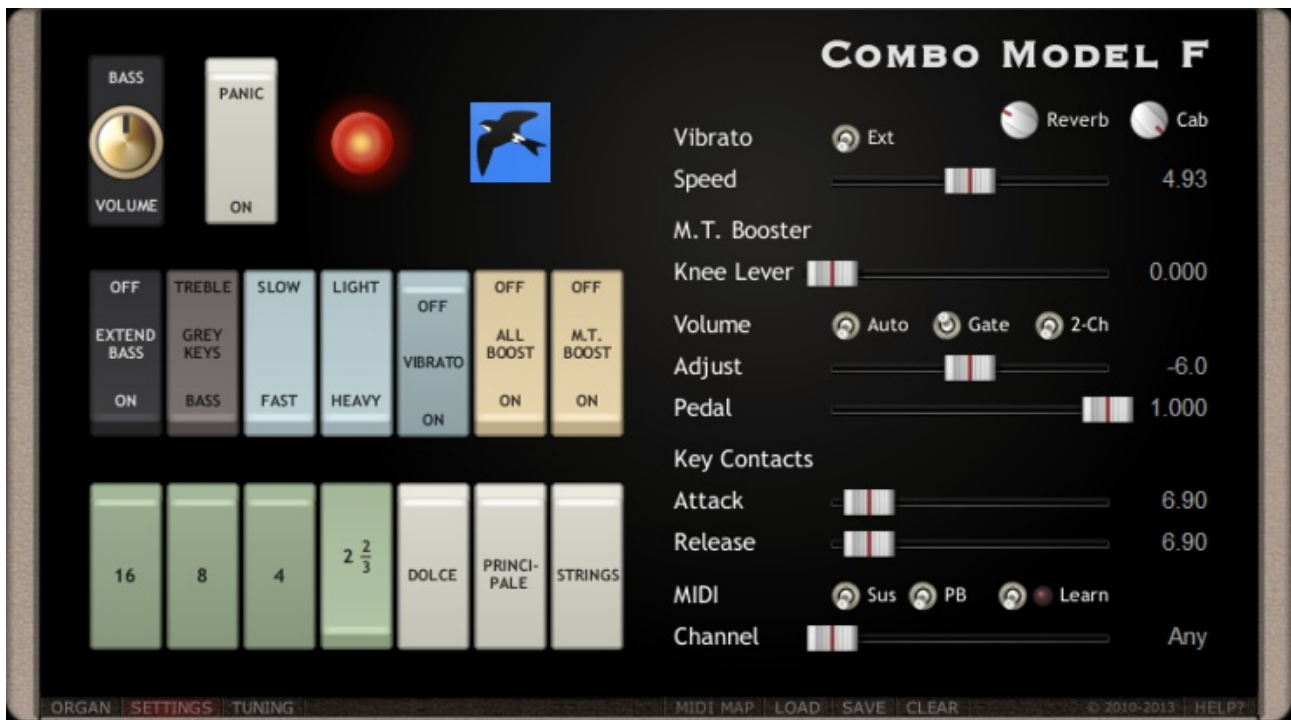 COMBO MODEL F
BASS
VOLUME
PANIC
ON
Reverb
Cab
Vibrato
Ext
Speed
4.93
M.T. Booster
Knee Lever
0.000
Volume
Auto
Gate
2-Ch
Adjust
-6.0
Pedal
1.000
Key Contacts
Attack
6.90
Release
6.90
MIDI
Sus
PB
Learn
Channel
Any
OFF
EXTEND
BASS
ON
TREBLE
GREY
KEYS
BASS
SLOW
FAST
LIGHT
HEAVY
OFF
VIBRATO
ON
OFF
ALL
BOOST
ON
OFF
M.T.
BOOST
ON
16
8
4
2 2/3
DOLCE
PRINCI-
PALE
STRINGS
ORGAN
SETTINGS
TUNING
MIDI MAP
LOAD
SAVE
CLEAR
© 2010-2013
HELP?